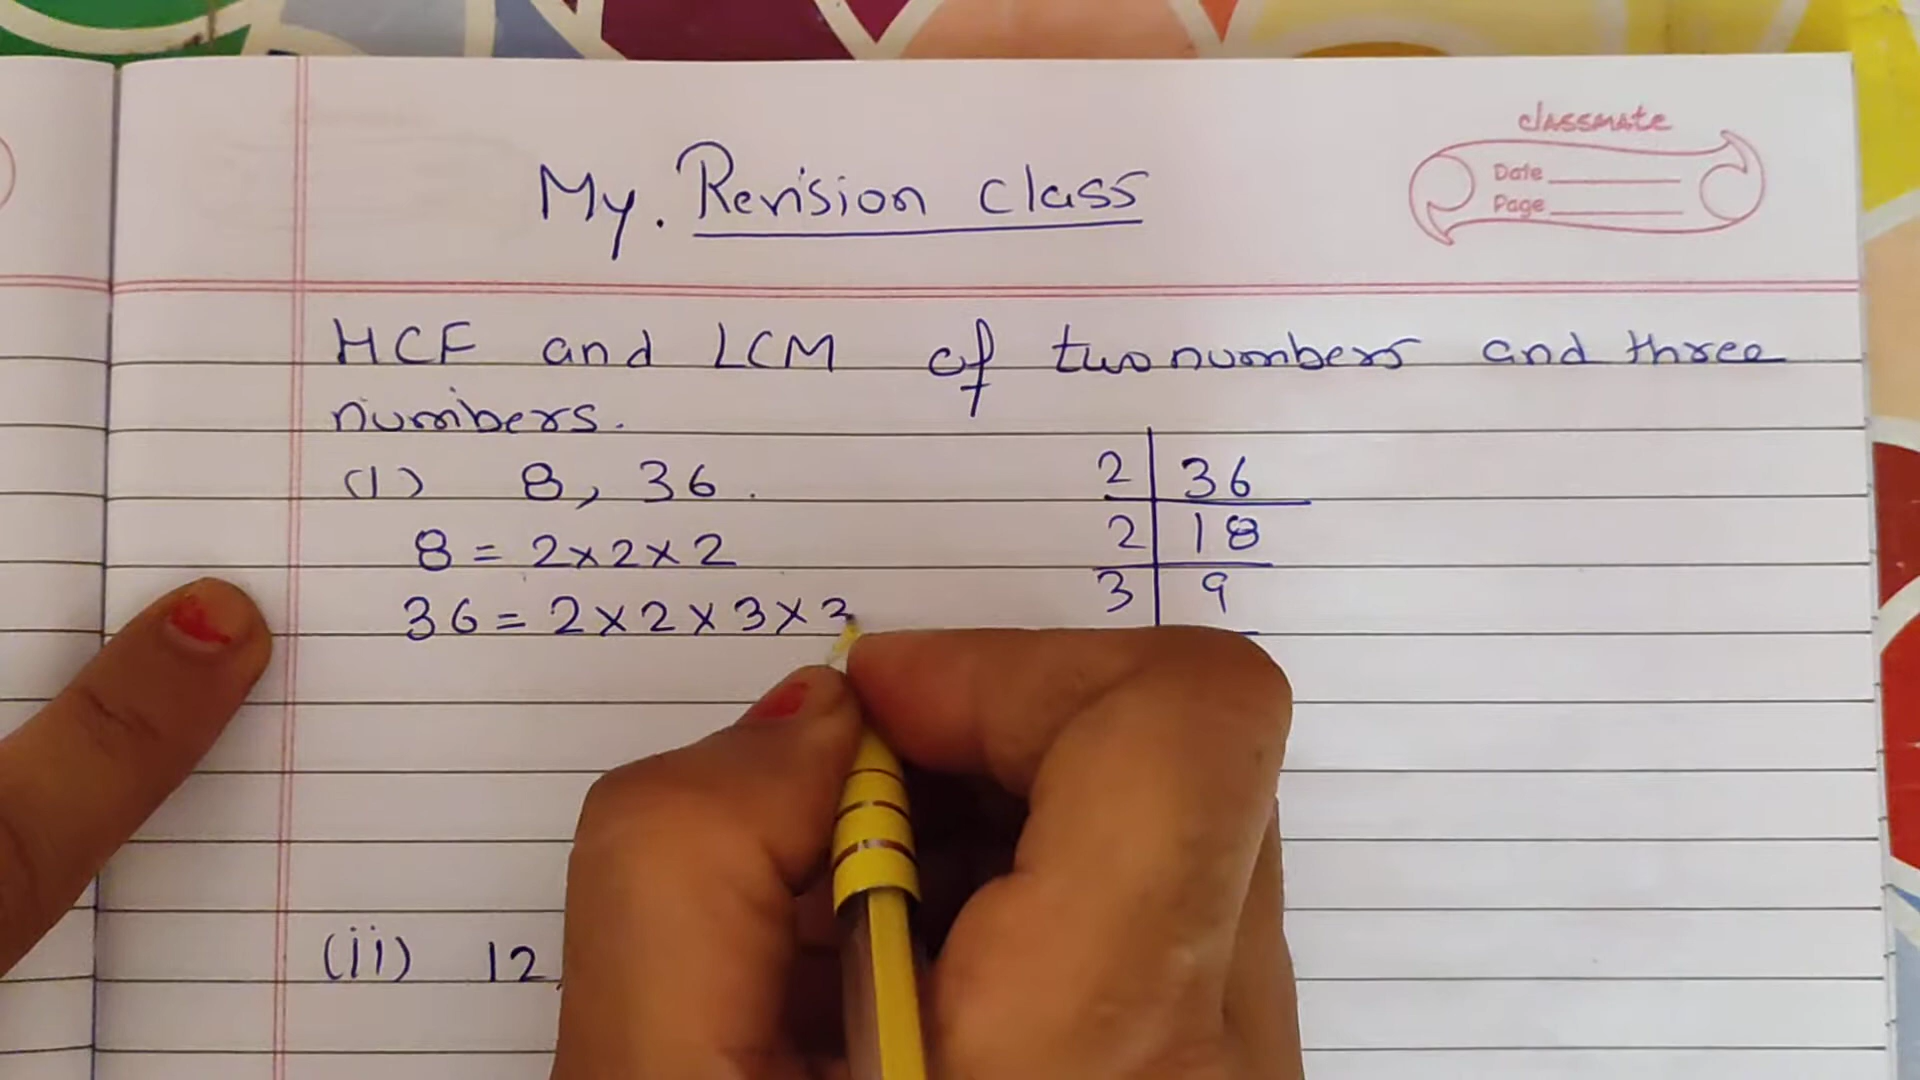 classmate
Date
Page
My. Revision class
HCF and LCM of two numbers and three
numbers.
(1) 8, 36.
8 = 2×2×2
36 = 2×2×3×3
2 36
2 18
3 9
(ii) 12,